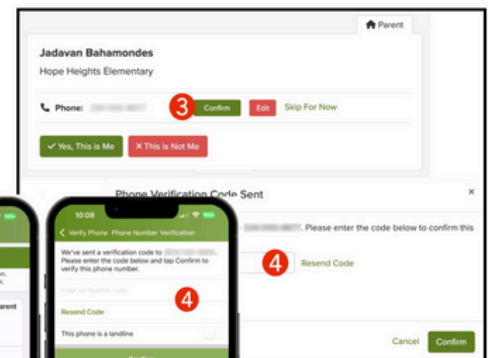 Parent
Jadavan Bahamondes
Hope Heights Elementary
Phone:
3
Confirm
Edit
Skip For Now
✓ Yes, This is Me
× This is Not Me
Phone Verification Code Sent
×
. Please enter the code below to confirm this
4
Resend Code
Cancel
Confirm
10:08
Verify Phone Phone Number Verification
We've sent a verification code to
Please enter the code below and tap Confirm to
verify this phone number.
Enter verification code
4
Resend Code
This phone is a landline